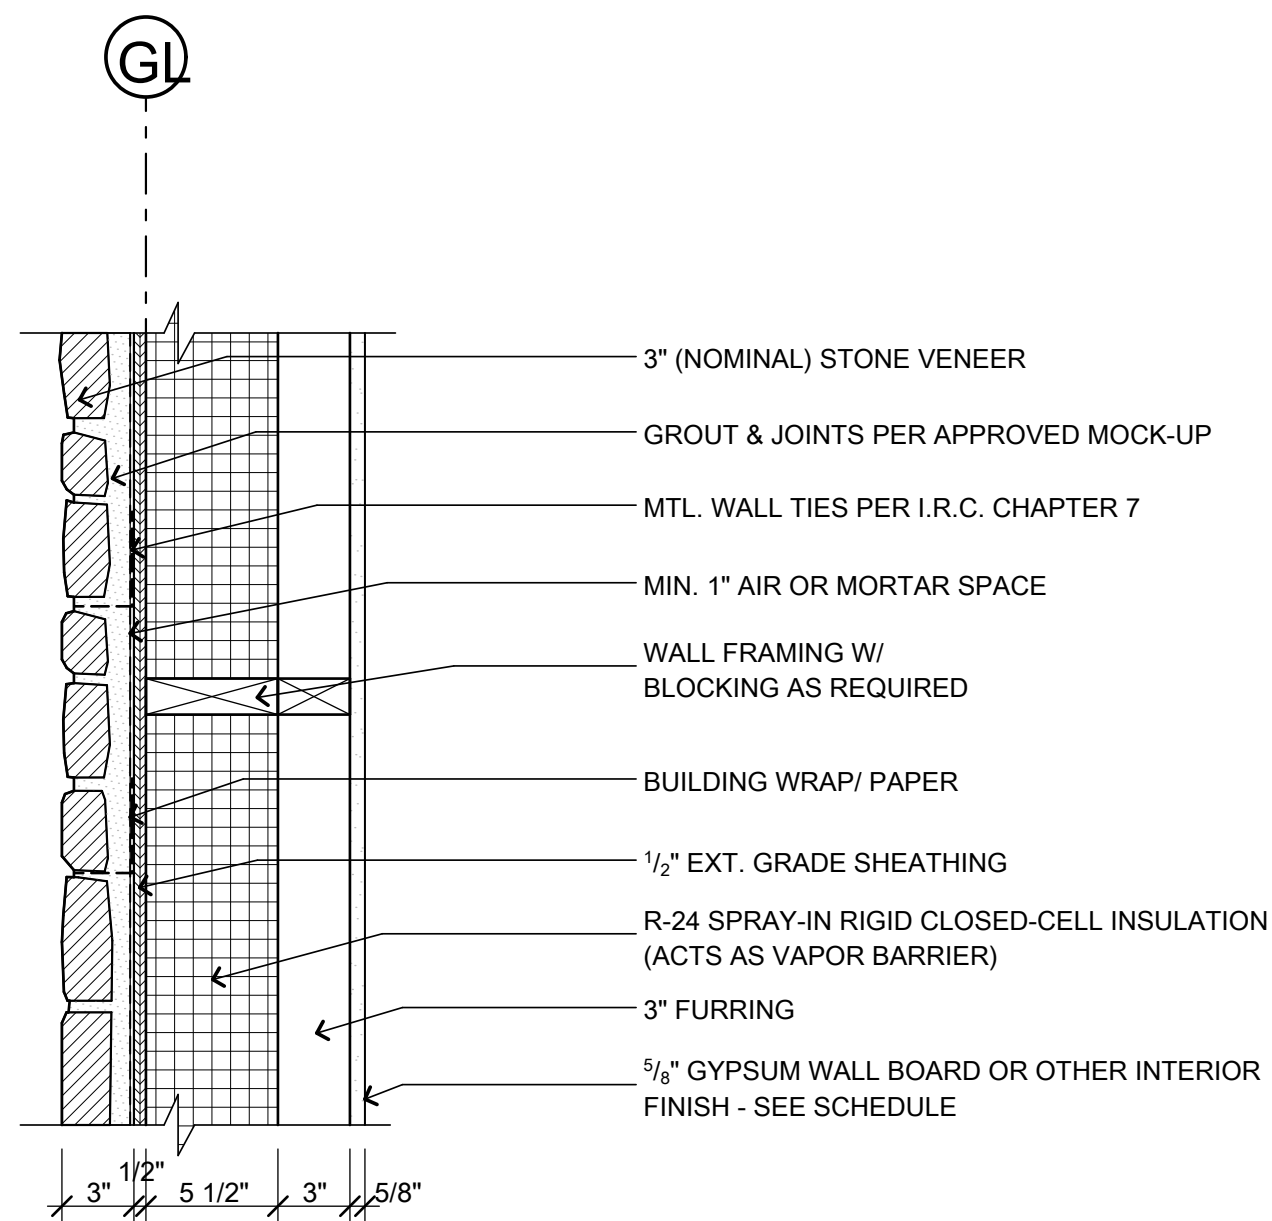 GL
3" (NOMINAL) STONE VENEER
GROUT & JOINTS PER APPROVED MOCK-UP
MTL. WALL TIES PER I.R.C. CHAPTER 7
MIN. 1" AIR OR MORTAR SPACE
WALL FRAMING W/
BLOCKING AS REQUIRED
BUILDING WRAP/ PAPER
1/2" EXT. GRADE SHEATHING
R-24 SPRAY-IN RIGID CLOSED-CELL INSULATION
(ACTS AS VAPOR BARRIER)
3" FURRING
5/8" GYPSUM WALL BOARD OR OTHER INTERIOR
FINISH - SEE SCHEDULE
1/2"
3" 5 1/2" 3" 5/8"